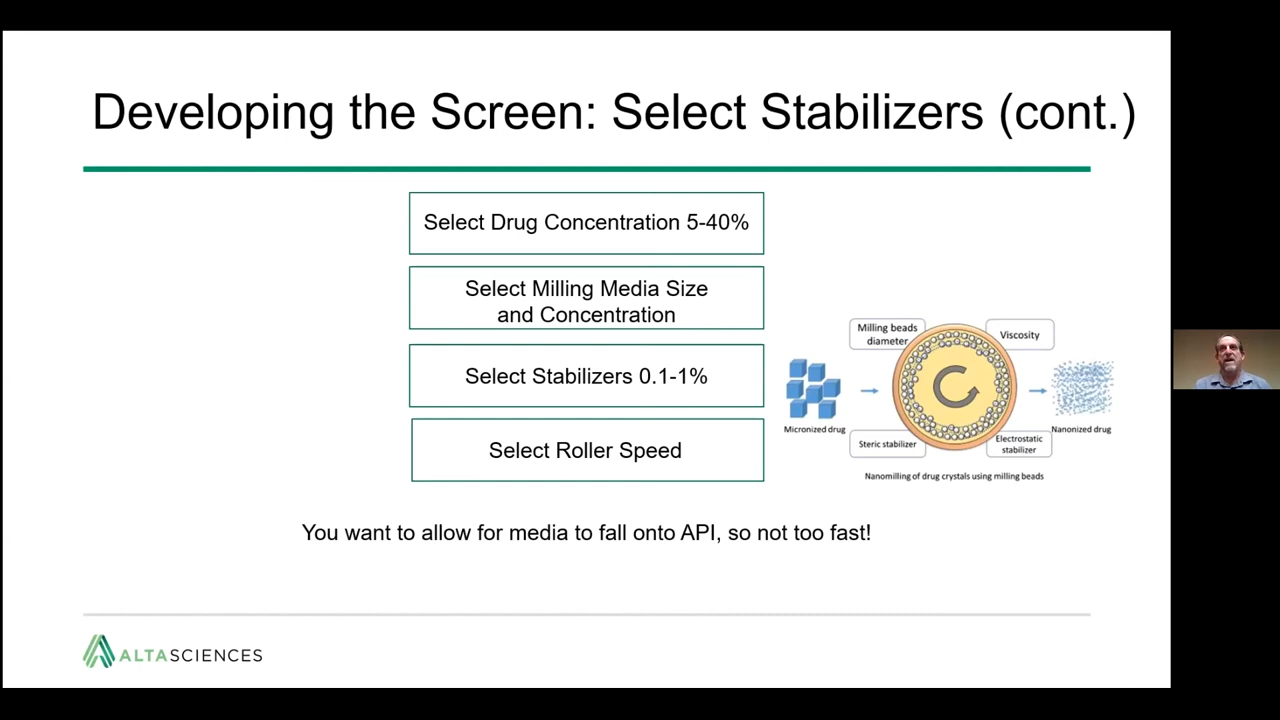 Developing the Screen: Select Stabilizers (cont.)
Select Drug Concentration 5-40%
Select Milling Media Size
and Concentration
Select Stabilizers 0.1-1%
Select Roller Speed
Milling beads
diameter
Viscosity
Micronized drug
Nanonized drug
Steric stabilizer
Electrostatic
stabilizer
Nanomilling of drug crystals using milling beads
You want to allow for media to fall onto API, so not too fast!
ALTASCIENCES